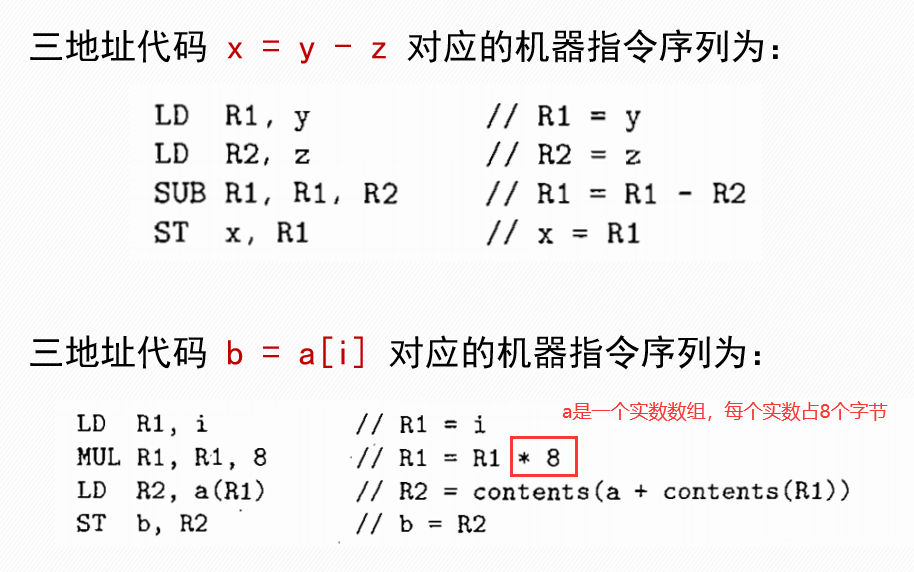 三地址代码 x = y - z 对应的机器指令序列为：
LD R1, y // R1 = y
LD R2, z // R2 = z
SUB R1, R1, R2 // R1 = R1 - R2
ST x, R1 // x = R1
三地址代码 b = a[i] 对应的机器指令序列为：
a是一个实数数组，每个实数占8个字节
LD R1, i // R1 = i
MUL R1, R1, 8 // R1 = R1 * 8
LD R2, a(R1) // R2 = contents(a + contents(R1))
ST b, R2 // b = R2